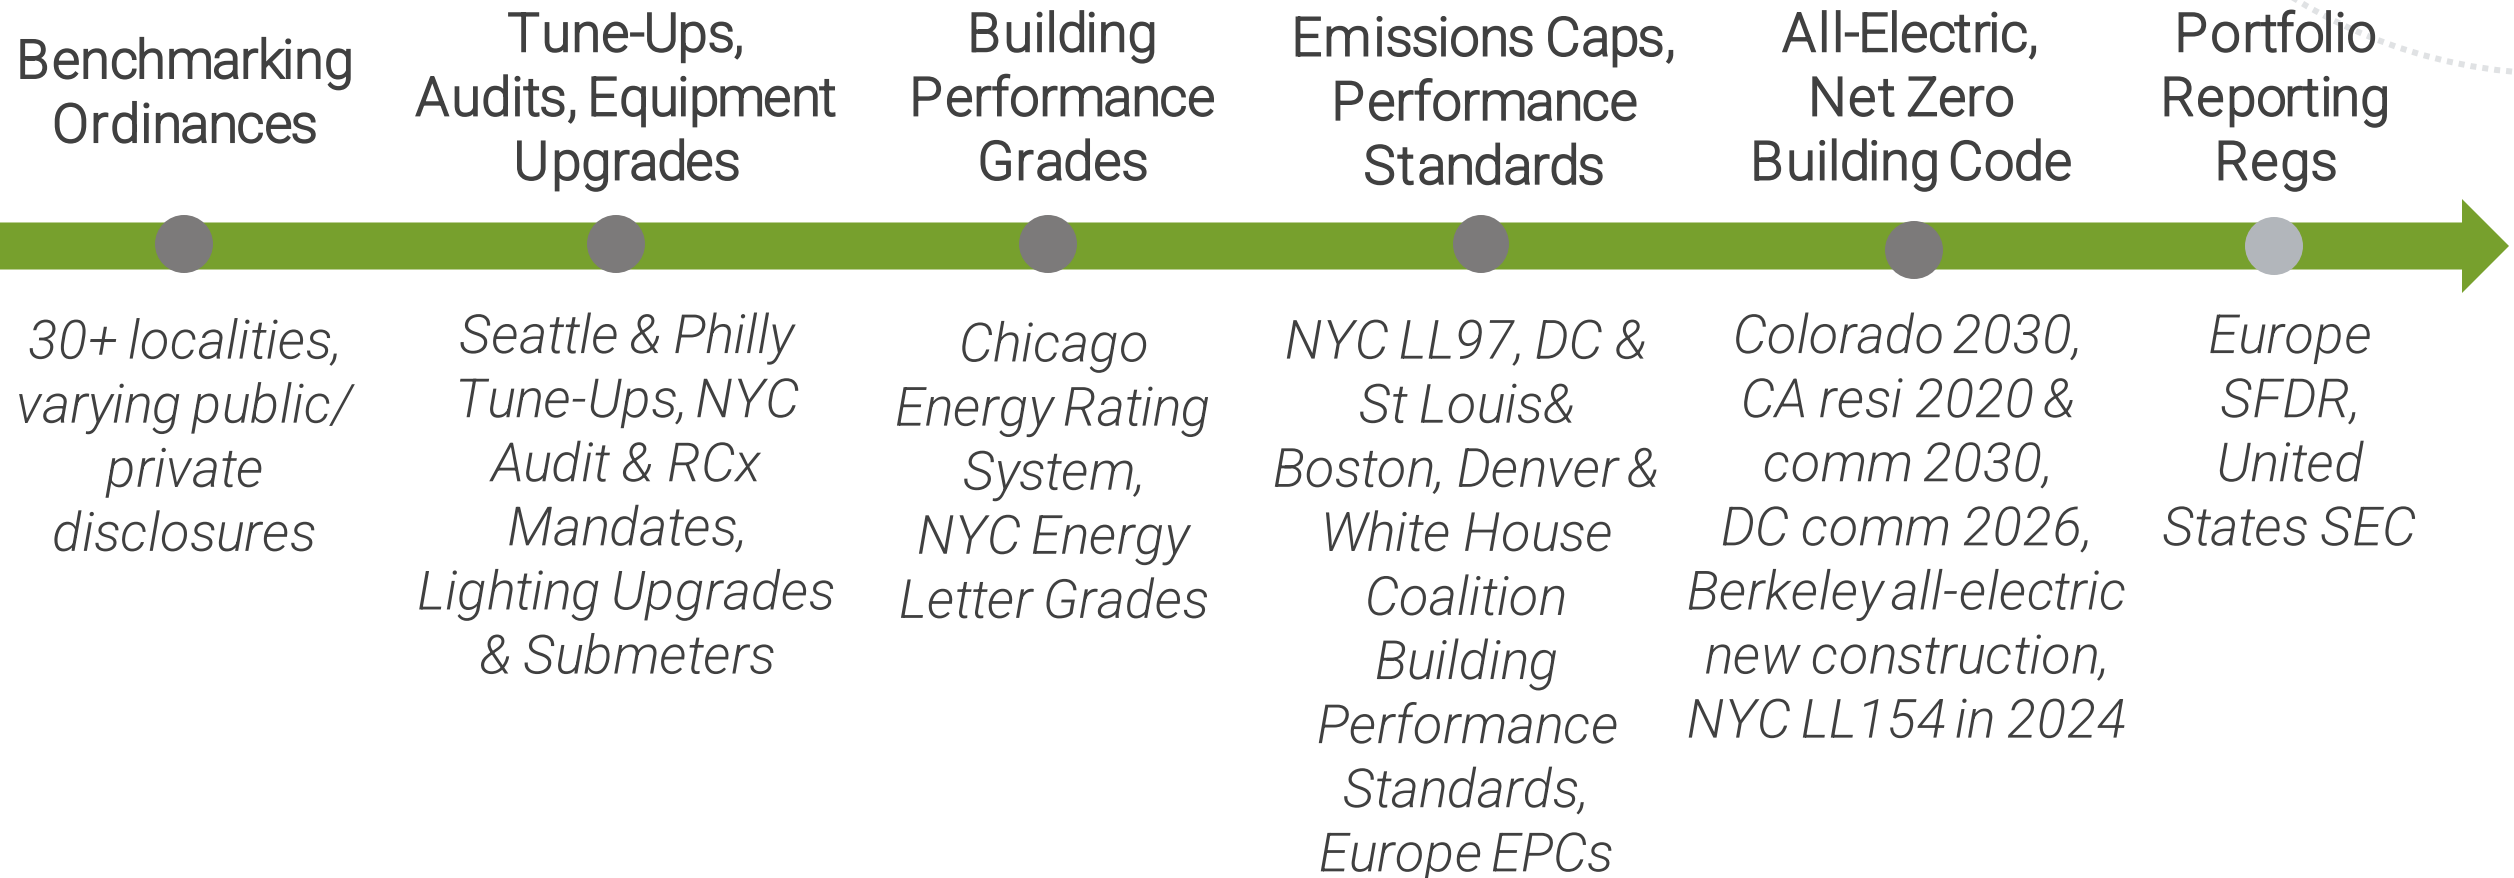 Benchmarking
Ordinances
Tune-Ups,
Audits, Equipment
Upgrades
Building
Performance
Grades
Emissions Caps,
Performance
Standards
All-Electric,
Net Zero
Building Code
Portfolio
Reporting
Regs
30+ localities,
varying public/
private
disclosures
Seattle & Philly
Tune-Ups, NYC
Audit & RCx
Mandates,
Lighting Upgrades
& Submeters
Chicago
Energy Rating
System,
NYC Energy
Letter Grades
NYC LL 97, DC &
St Louis&
Boston, Denver &
White House
Coalition
Building
Performance
Standards,
Europe EPCs
Colorado 2030,
CA resi 2020 &
comm 2030,
DC comm 2026,
Berkeley all-electric
new construction,
NYC LL 154 in 2024
Europe
SFDR,
United
States SEC